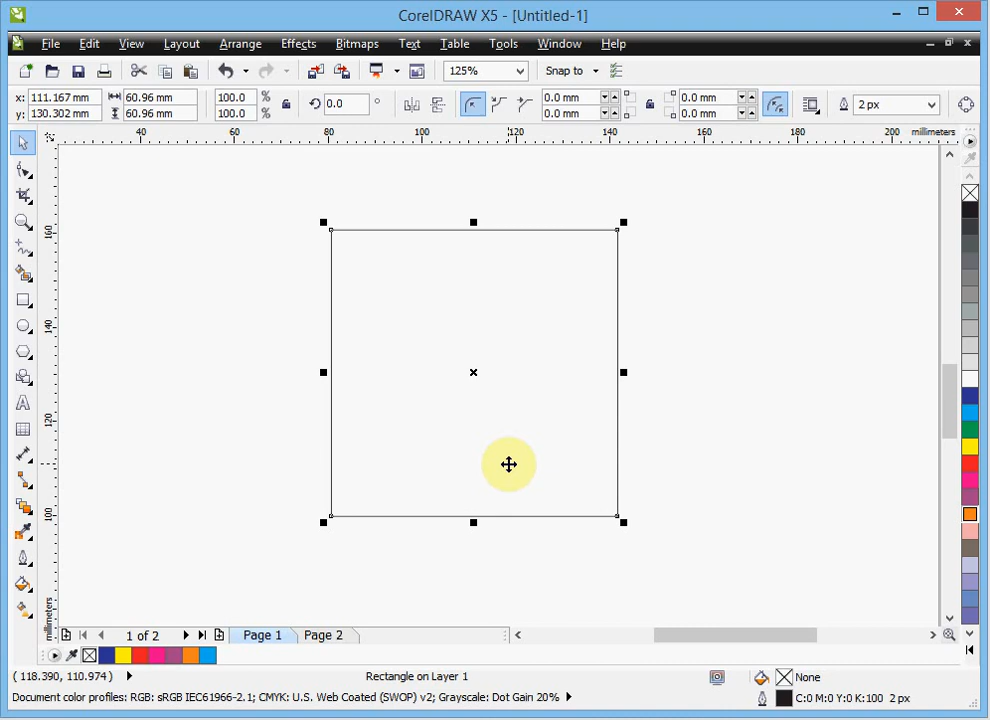 CorelDRAW X5 - [Untitled-1]
File Edit View Layout Arrange Effects Bitmaps Text Table Tools Window Help
125% Snap to
x: 111.167 mm 60.96 mm 100.0 % 0.0 ° 0.0 mm 0.0 mm 2 px
y: 130.302 mm 60.96 mm 100.0 % 0.0 mm 0.0 mm
40 60 80 100 120 140 160 180 200 millimeters
160
140
120
100
millimeters
1 of 2 Page 1 Page 2
( 118.390, 110.974 ) Rectangle on Layer 1 None
Document color profiles: RGB: sRGB IEC61966-2.1; CMYK: U.S. Web Coated (SWOP) v2; Grayscale: Dot Gain 20% C:0 M:0 Y:0 K:100 2 px